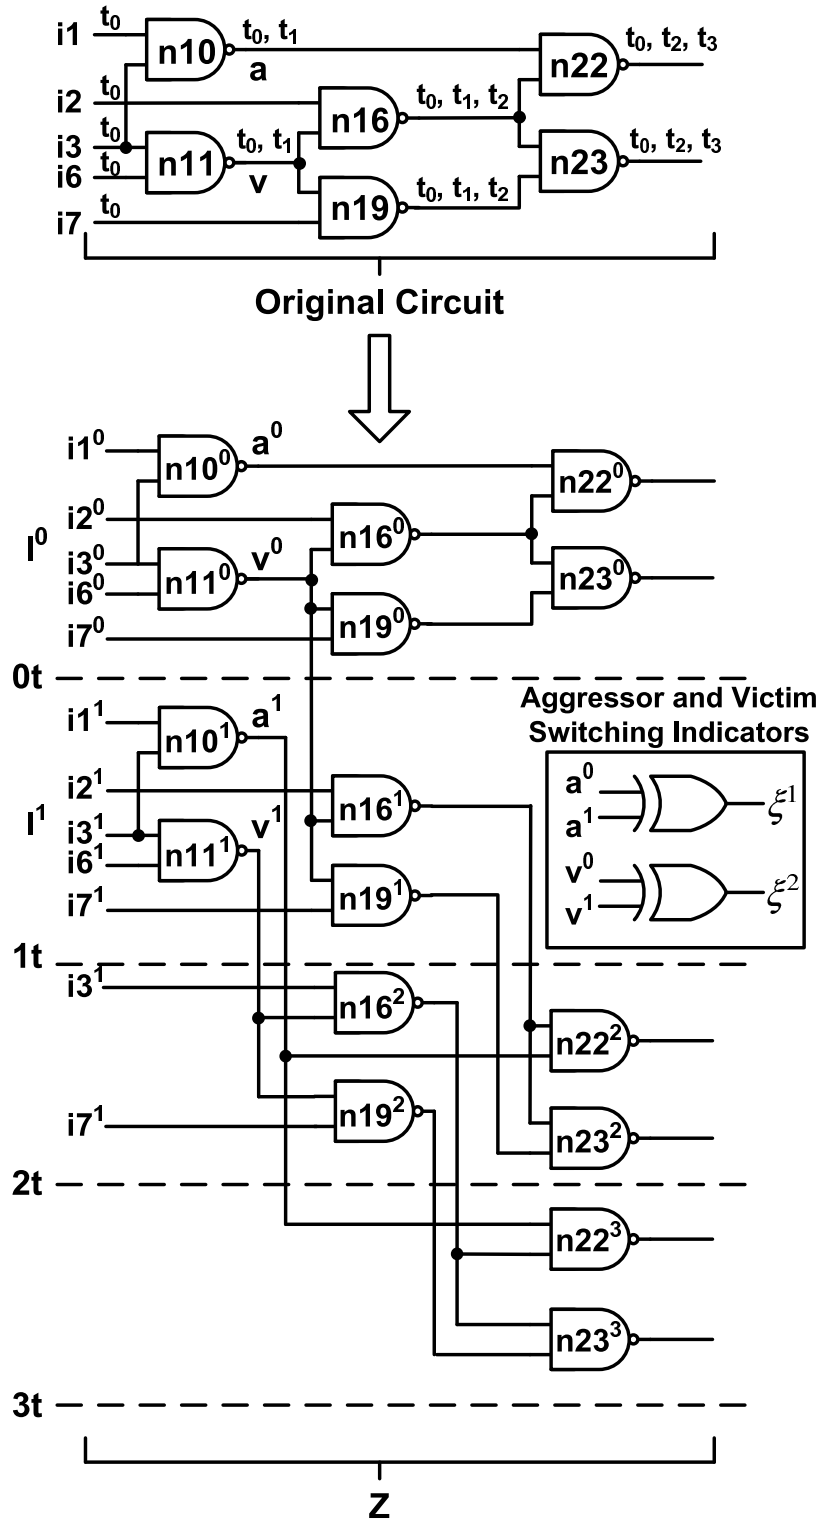 i1 t₀ n10 t₀, t₁ a n22 t₀, t₂, t₃
i2 t₀ n16 t₀, t₁, t₂
i3 t₀ n11 t₀, t₁ v n23 t₀, t₂, t₃
i6 t₀
i7 t₀ n19 t₀, t₁, t₂
Original Circuit
i1⁰ n10⁰ a⁰ n22⁰
i2⁰ n16⁰
I⁰
i3⁰ n11⁰ v⁰ n23⁰
i6⁰
i7⁰ n19⁰
0t
Aggressor and Victim
Switching Indicators
a⁰
a¹
ξ¹
v⁰
v¹
ξ²
i1¹ n10¹ a¹
i2¹ n16¹
I¹
i3¹ n11¹ v¹
i6¹
i7¹ n19¹
1t
i3¹ n16² n22²
i7¹ n19² n23²
2t
n22³
n23³
3t
Z